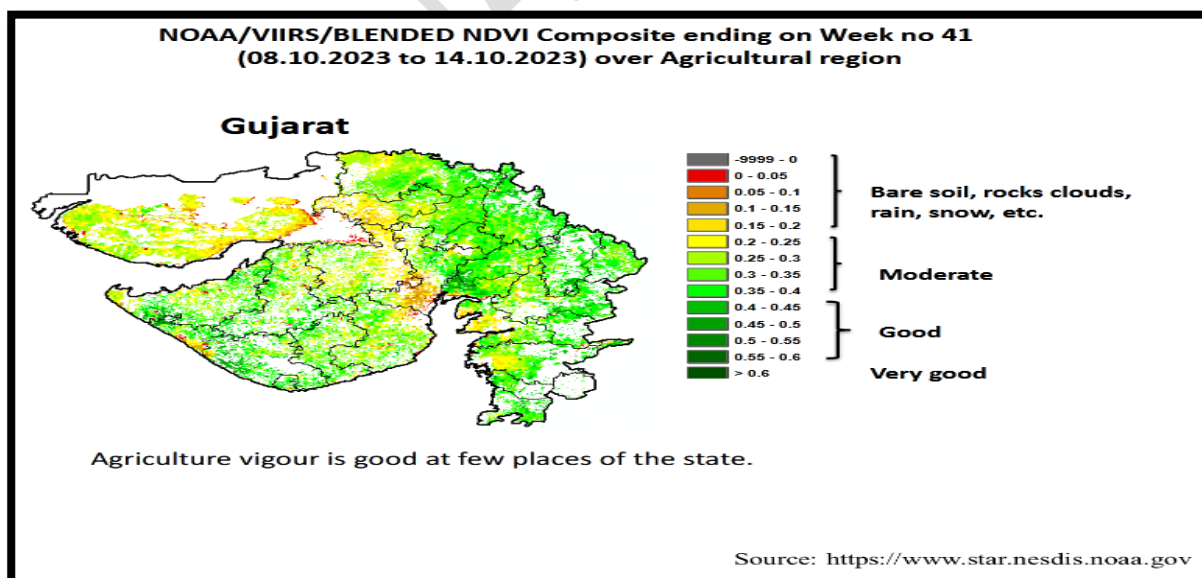 NOAA/VIIRS/BLENDED NDVI Composite ending on Week no 41
(08.10.2023 to 14.10.2023) over Agricultural region
Gujarat
-9999 - 0
0 - 0.05
0.05 - 0.1
0.1 - 0.15
0.15 - 0.2
0.2 - 0.25
0.25 - 0.3
0.3 - 0.35
0.35 - 0.4
0.4 - 0.45
0.45 - 0.5
0.5 - 0.55
0.55 - 0.6
> 0.6
Bare soil, rocks clouds,
rain, snow, etc.
Moderate
Good
Very good
Agriculture vigour is good at few places of the state.
Source: https://www.star.nesdis.noaa.gov